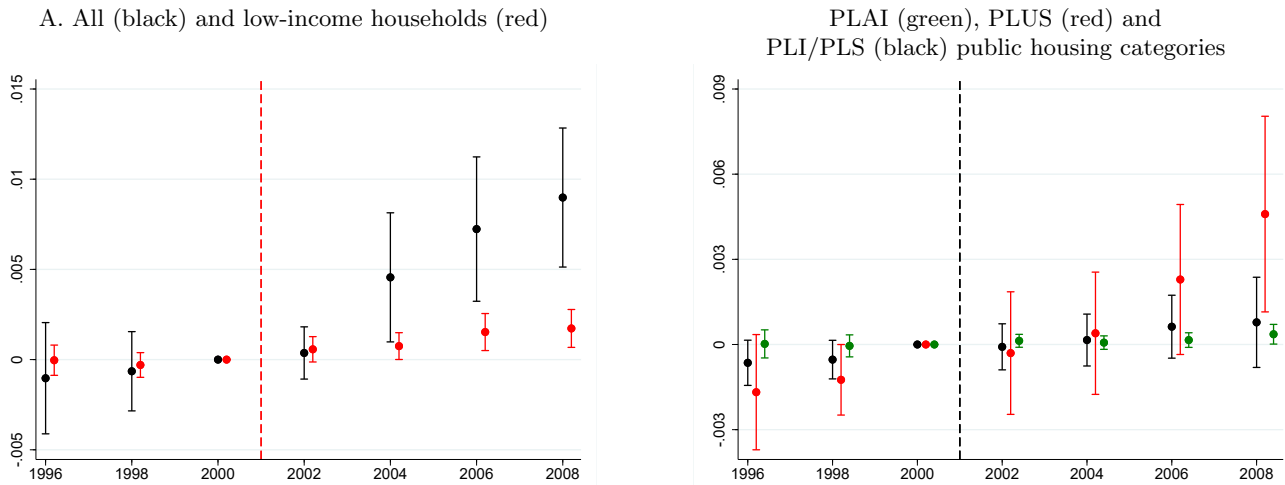 A. All (black) and low-income households (red)
.015
.01
.005
0
-.005
1996 1998 2000 2002 2004 2006 2008
PLAI (green), PLUS (red) and
PLI/PLS (black) public housing categories
.009
.006
.003
0
-.003
1996 1998 2000 2002 2004 2006 2008